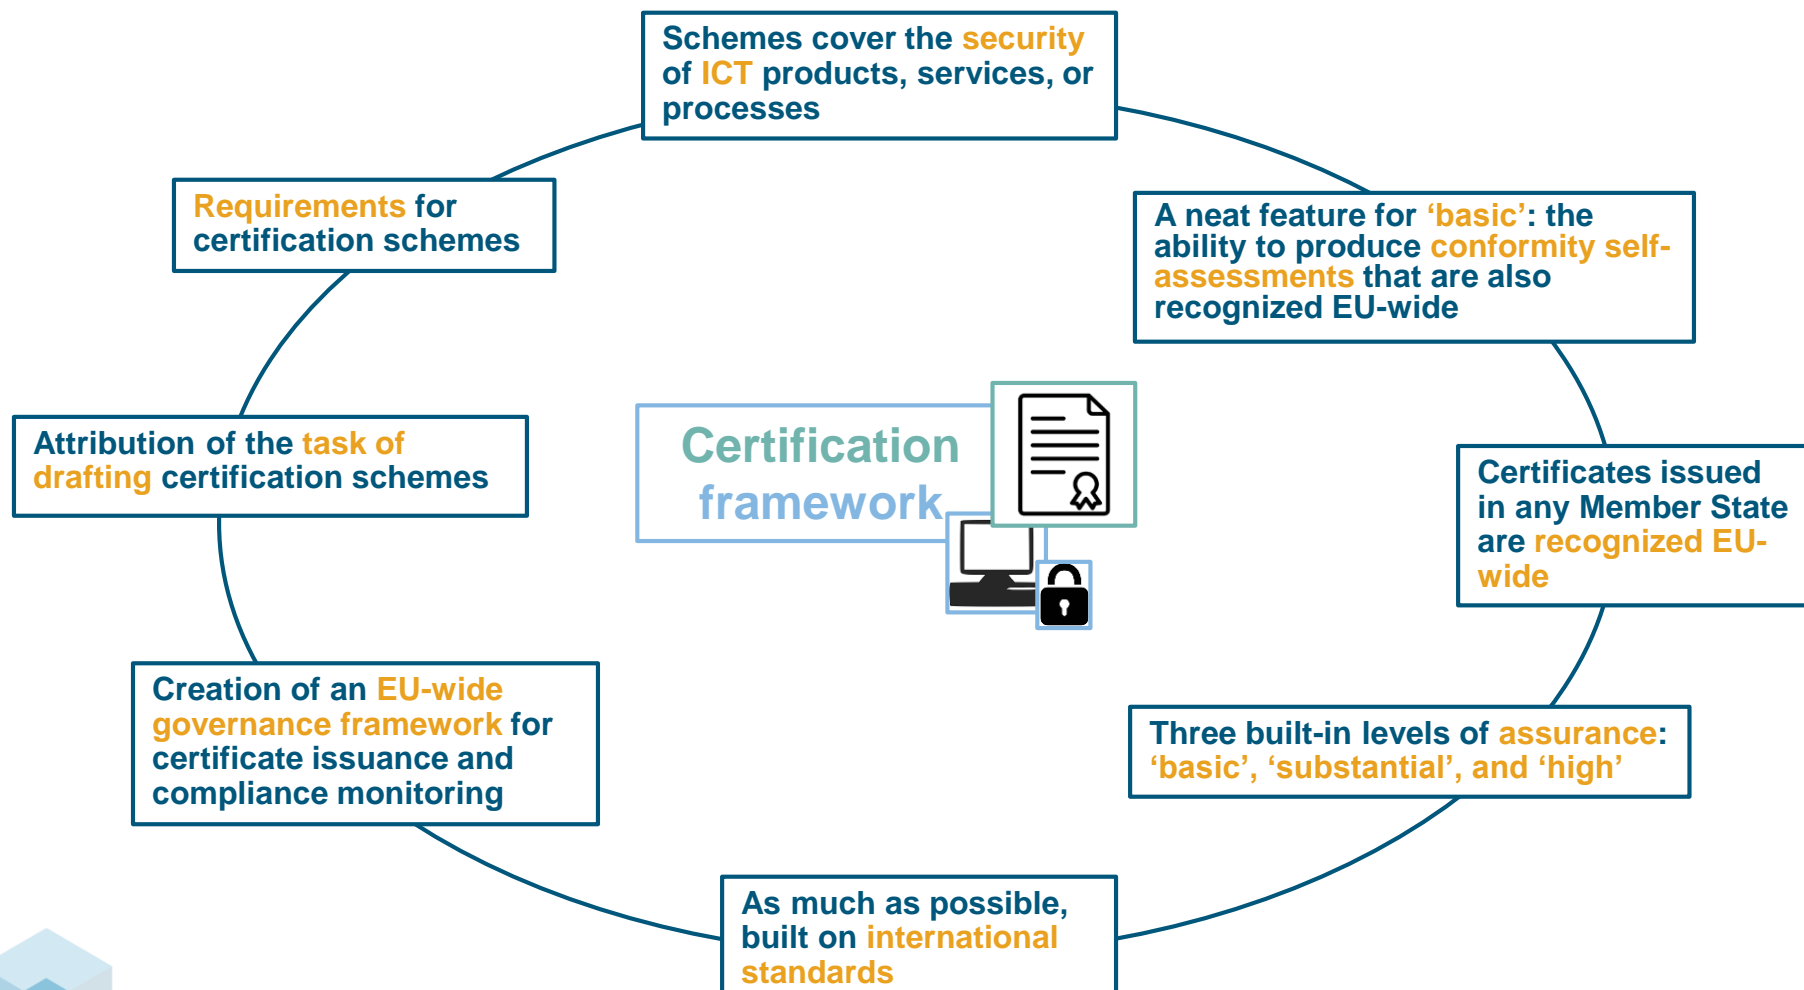 Schemes cover the security
of ICT products, services, or
processes
Requirements for
certification schemes
A neat feature for ‘basic’: the
ability to produce conformity self-
assessments that are also
recognized EU-wide
Attribution of the task of
drafting certification schemes
Certification
framework
Certificates issued
in any Member State
are recognized EU-
wide
Creation of an EU-wide
governance framework for
certificate issuance and
compliance monitoring
Three built-in levels of assurance:
‘basic’, ‘substantial’, and ‘high’
As much as possible,
built on international
standards